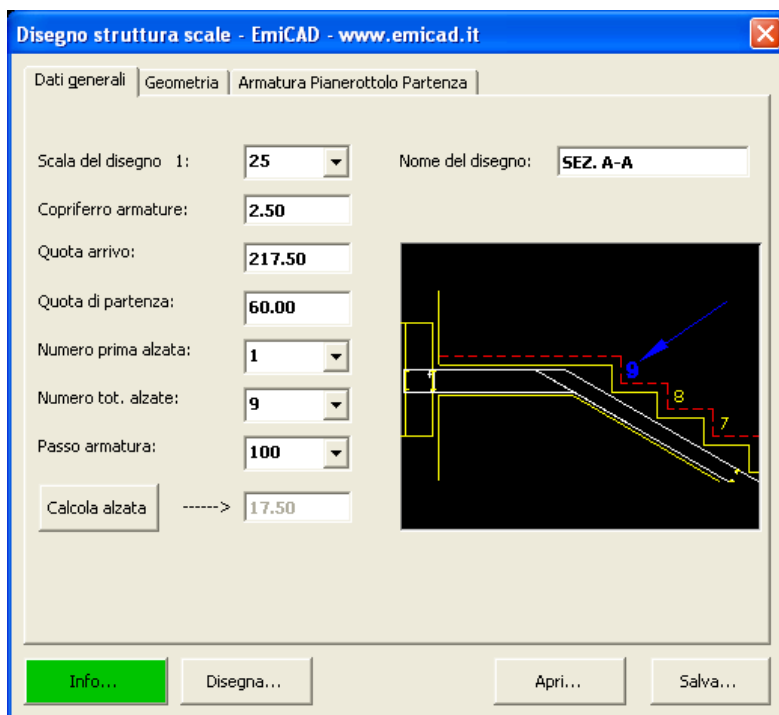 Disegno struttura scale - EmiCAD - www.emicad.it
Dati generali Geometria Armatura Pianerottolo Partenza
Scala del disegno 1: 25 Nome del disegno: SEZ. A-A
Copriferro armature: 2.50
Quota arrivo: 217.50
Quota di partenza: 60.00
Numero prima alzata: 1
9
Numero tot. alzate: 9
8
7
Passo armatura: 100
Calcola alzata ------> 17.50
Info... Disegna... Apri... Salva...